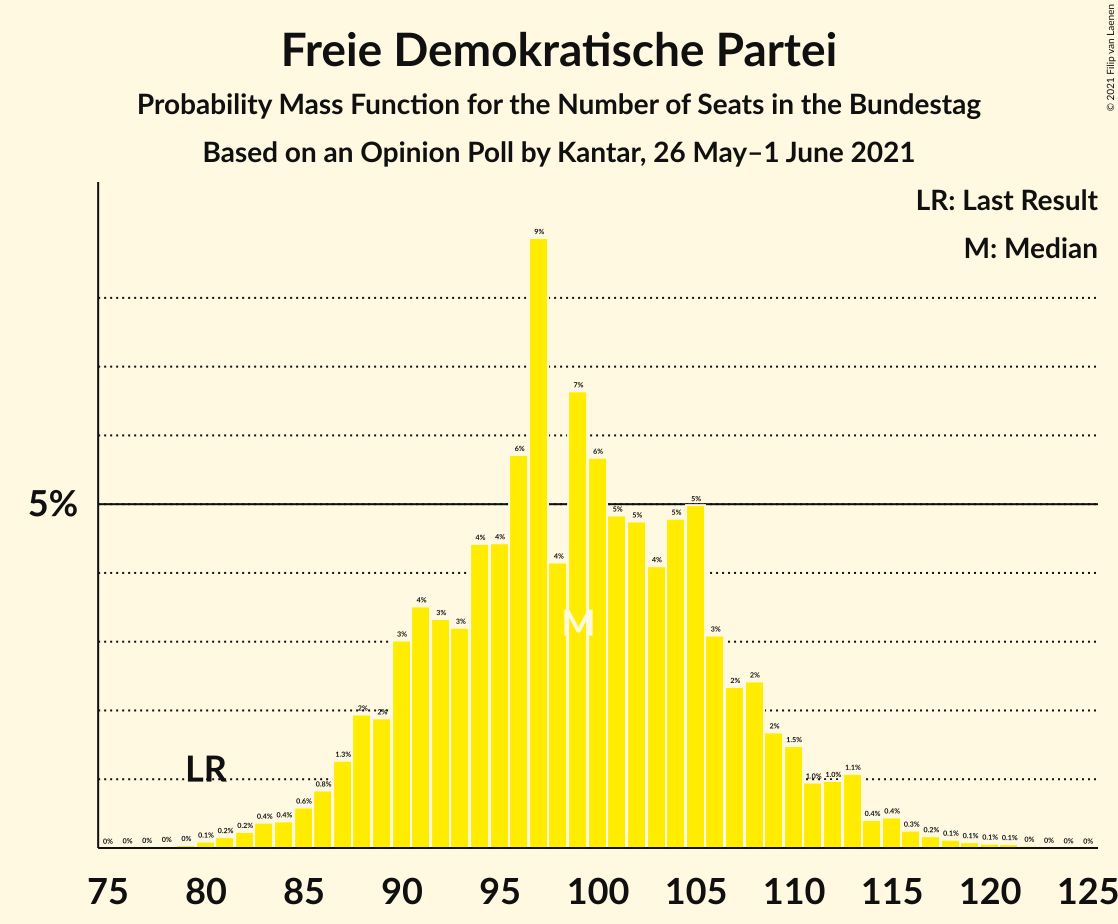 Freie Demokratische Partei
Probability Mass Function for the Number of Seats in the Bundestag
Based on an Opinion Poll by Kantar, 26 May–1 June 2021
© 2021 Filip van Laenen
LR: Last Result
M: Median
5%
0% 0% 0% 0% 0% 0.1% 0.2% 0.2% 0.4% 0.4% 0.6% 0.8% 1.3% 2% 2% 3% 4% 3% 3% 4% 4% 6% 9% 4% 7% 6% 5% 5% 4% 5% 5% 3% 2% 2% 2% 1.5% 1.0% 1.0% 1.1% 0.4% 0.4% 0.3% 0.2% 0.1% 0.1% 0.1% 0.1% 0% 0% 0% 0%
M
LR
75 80 85 90 95 100 105 110 115 120 125